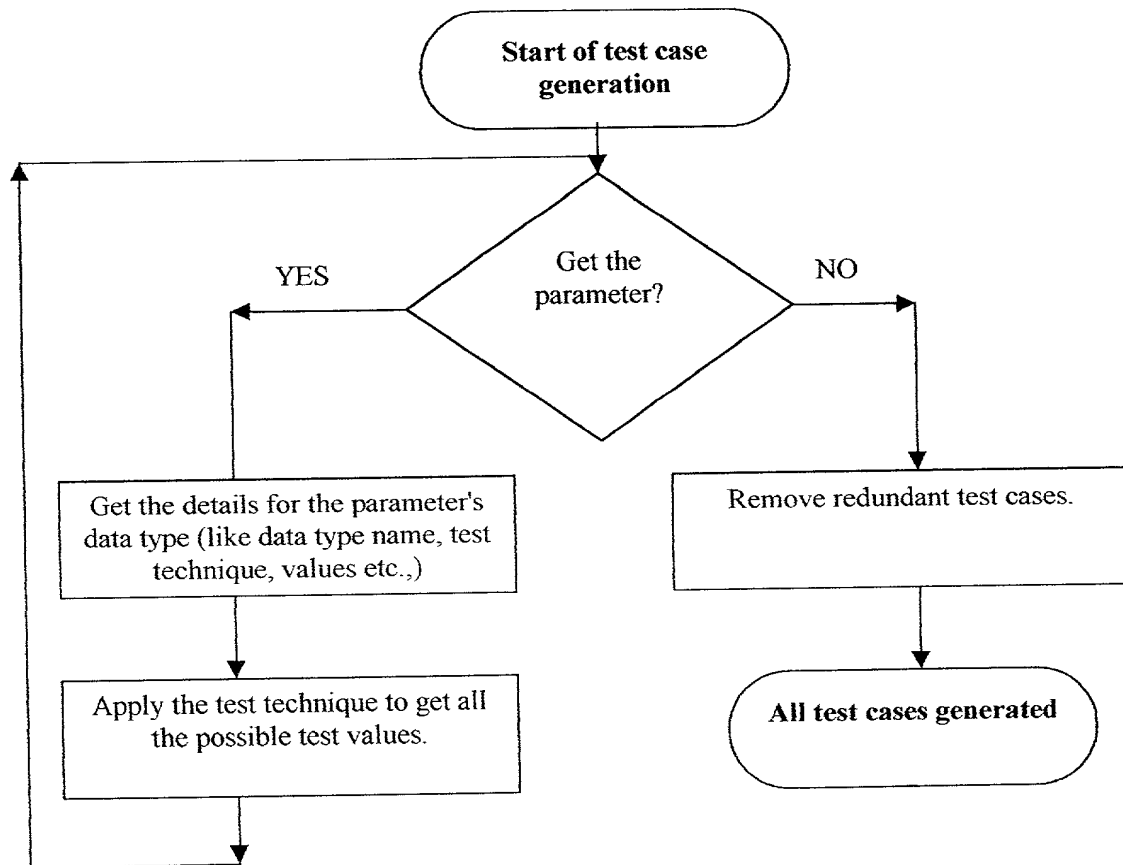 Start of test case
generation
Get the
parameter?
YES
NO
Get the details for the parameter's
data type (like data type name, test
technique, values etc.,)
Remove redundant test cases.
Apply the test technique to get all
the possible test values.
All test cases generated